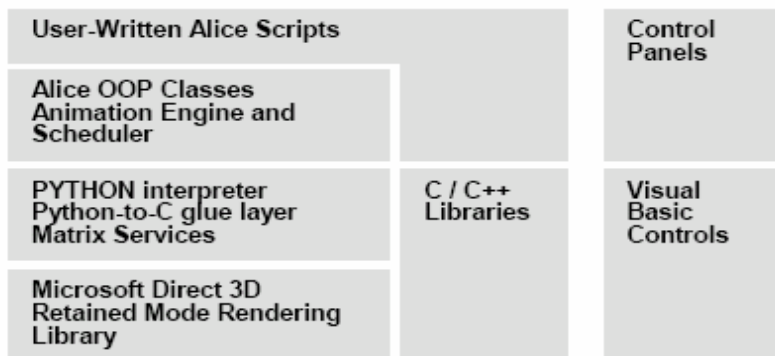 User-Written Alice Scripts
Alice OOP Classes
Animation Engine and
Scheduler
PYTHON interpreter
Python-to-C glue layer
Matrix Services
Microsoft Direct 3D
Retained Mode Rendering
Library
C / C++
Libraries
Control
Panels
Visual
Basic
Controls